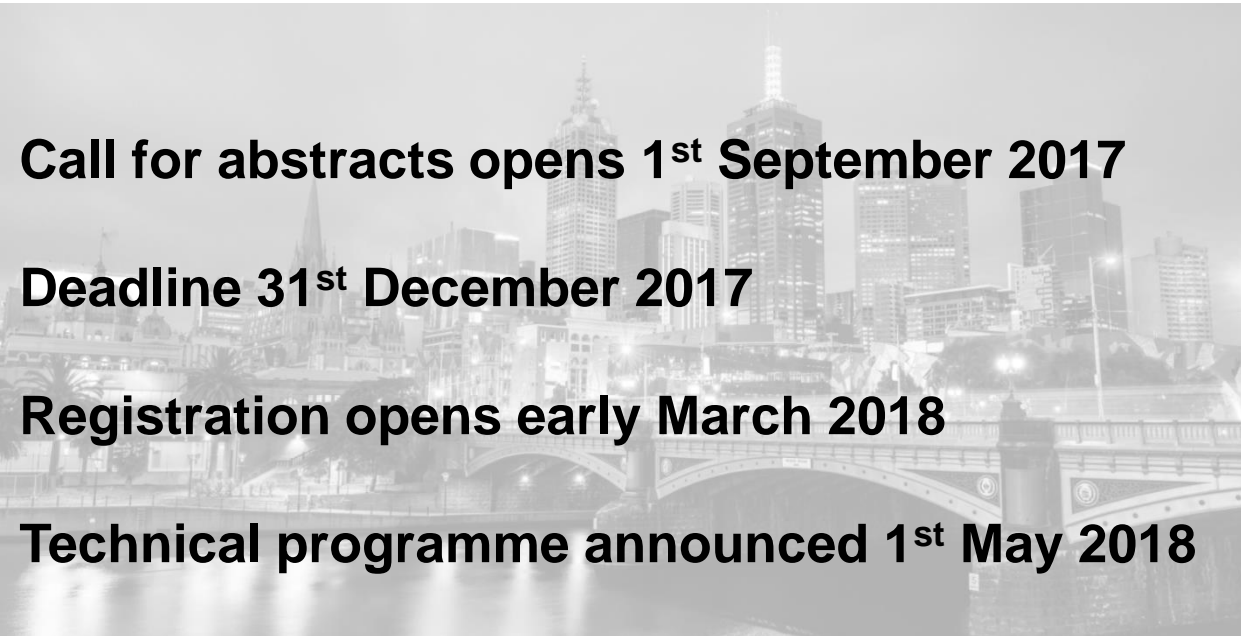 Call for abstracts opens 1st September 2017
Deadline 31st December 2017
Registration opens early March 2018
Technical programme announced 1st May 2018